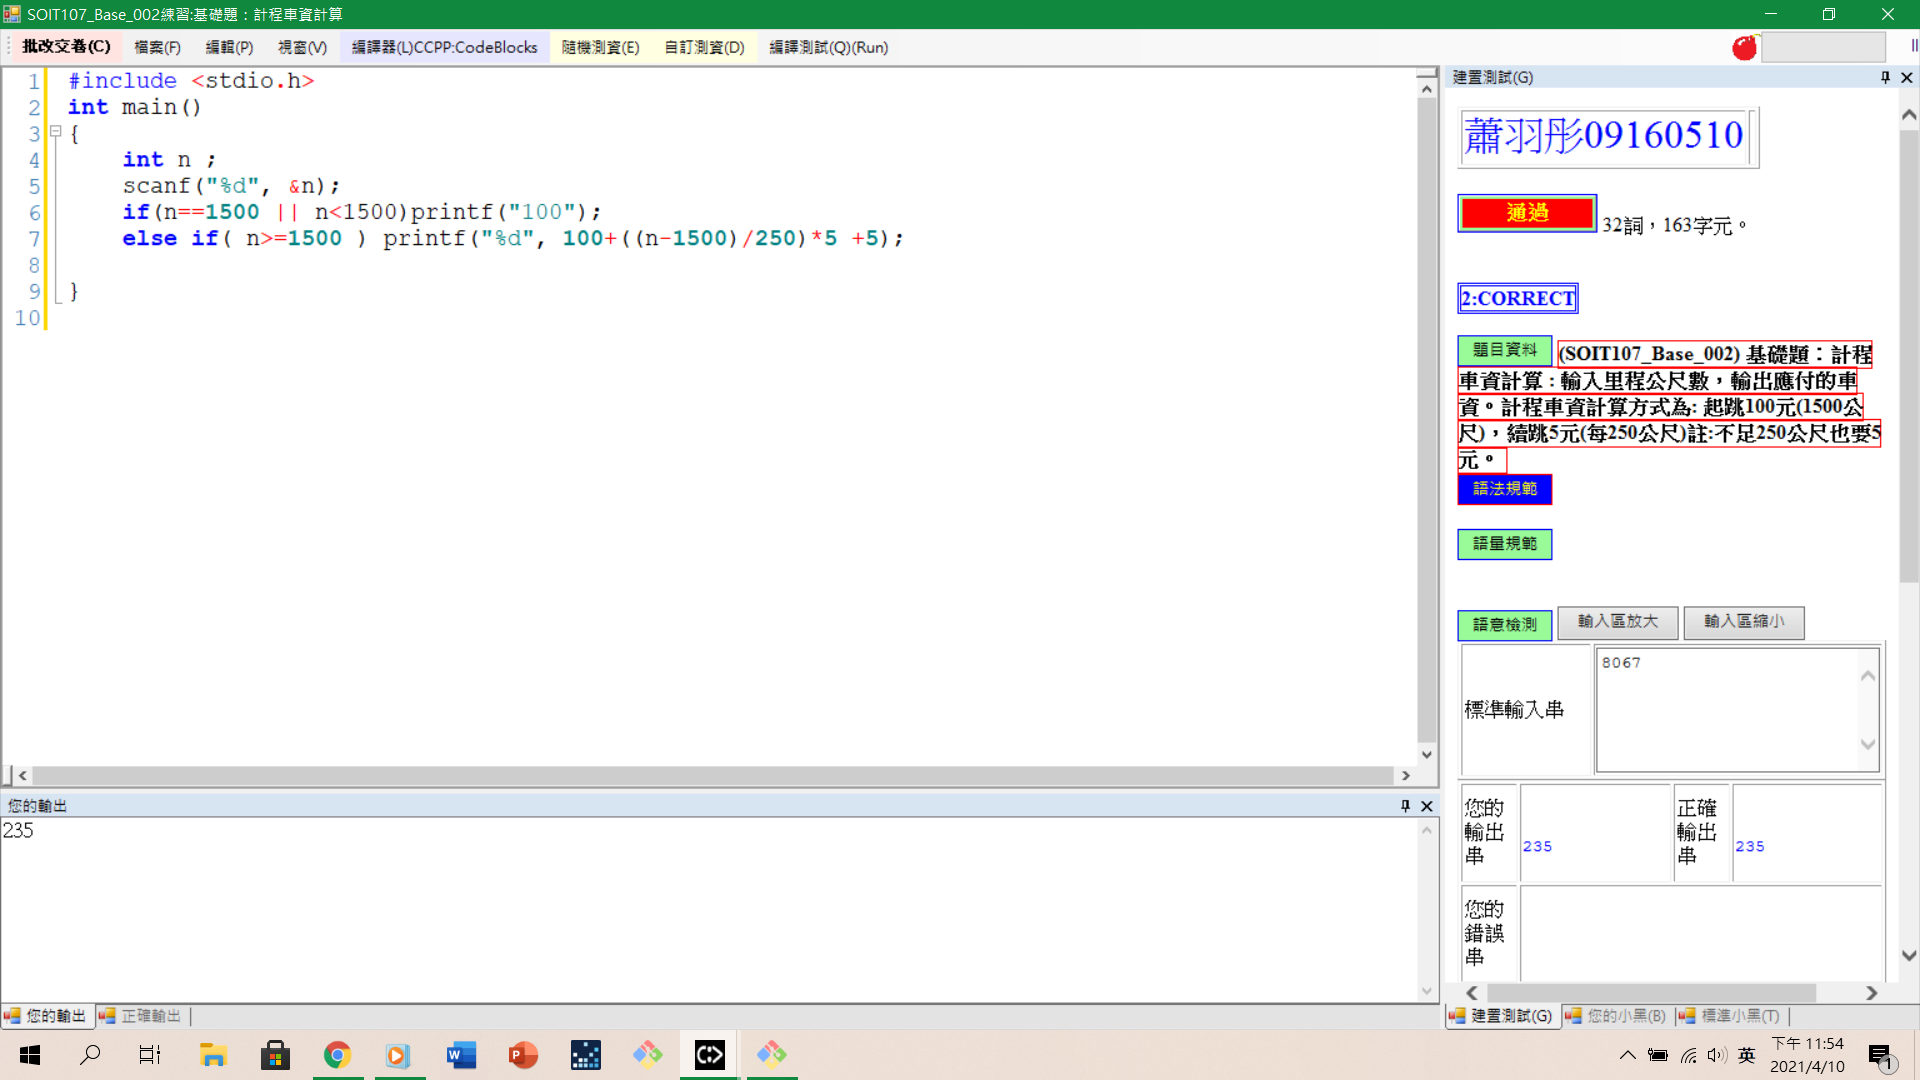 SOIT107_Base_002練習:基礎題：計程車資計算
批改交卷(C) 檔案(F) 編輯(P) 視窗(V) 編譯器(L)CCPP:CodeBlocks 隨機測資(E) 自訂測資(D) 編譯測試(Q)(Run)
1 #include <stdio.h>
2 int main()
3 {
4 int n ;
5 scanf("%d", &n);
6 if(n==1500 || n<1500)printf("100");
7 else if( n>=1500 ) printf("%d", 100+((n-1500)/250)*5 +5);
8
9 }
10
您的輸出
235
您的輸出 正確輸出
建置測試(G)
蕭羽彤09160510
通過 32詞，163字元。
2:CORRECT
題目資料 (SOIT107_Base_002) 基礎題：計程
車資計算 : 輸入里程公尺數，輸出應付的車
資。計程車資計算方式為: 起跳100元(1500公
尺)，續跳5元(每250公尺)註:不足250公尺也要5
元。
語法規範
語量規範
語意檢測 輸入區放大 輸入區縮小
標準輸入串 8067
您的輸出串 235 正確輸出串 235
您的錯誤串
建置測試(G) 您的小黑(B) 標準小黑(T)
英 下午 11:54
2021/4/10
1